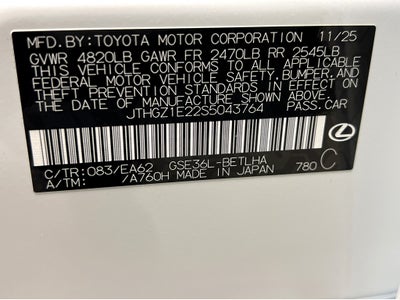 MFD.BY:TOYOTA MOTOR CORPORATION 11/25
GVWR 4820LB GAWR FR 2470LB RR 2545LB
THIS VEHICLE CONFORMS TO ALL APPLICABLE
FEDERAL MOTOR VEHICLE SAFETY,BUMPER,AND
THEFT PREVENTION STANDARDS IN EFFECT ON
THE DATE OF MANUFACTURE SHOWN ABOVE.
JTHGZ1E22S5043764 PASS.CAR
C/TR:083/EA62 GSE36L-BETLHA
A/TM: /A760H MADE IN JAPAN 780 C